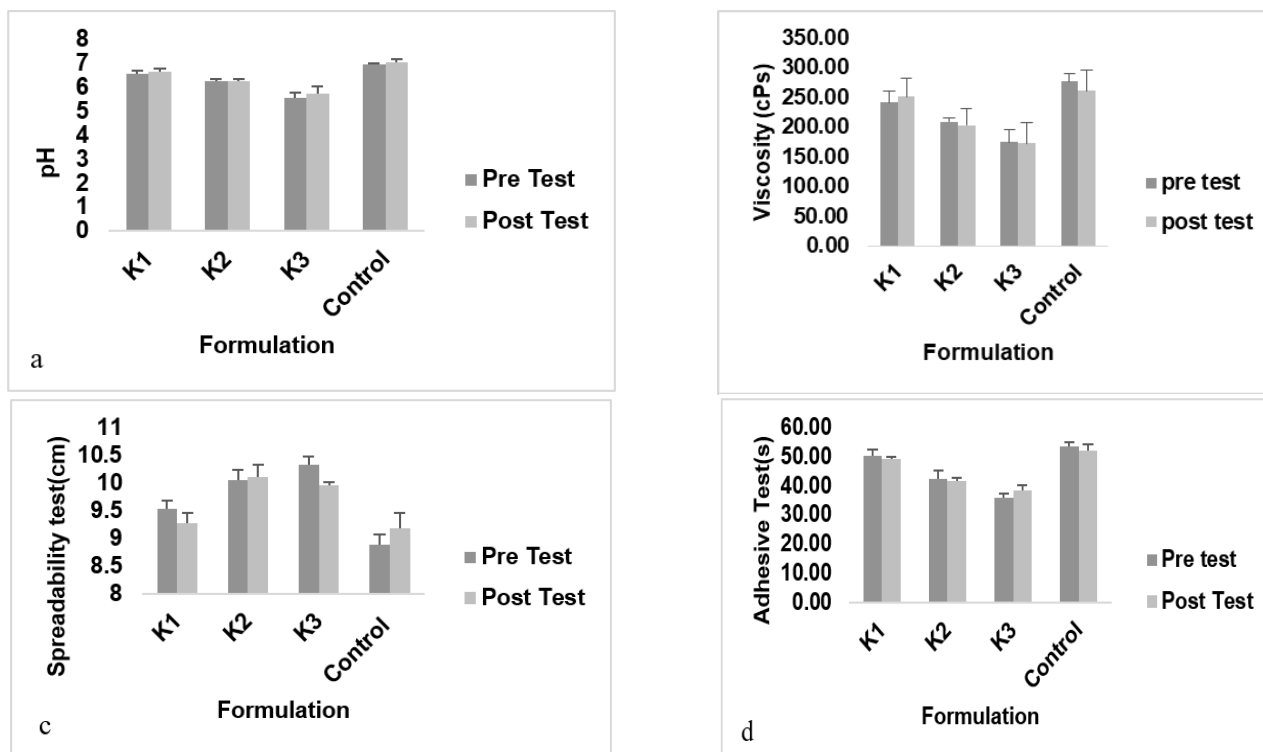 8
7
6
5
4
3
2
1
0
pH
K1
K2
K3
Control
Formulation
Pre Test
Post Test
a
350.00
300.00
250.00
200.00
150.00
100.00
50.00
0.00
Viscosity (cPs)
K1
K2
K3
Control
Formulation
pre test
post test
11
10.5
10
9.5
9
8.5
8
Spreadability test(cm)
K1
K2
K3
Control
Formulation
Pre Test
Post Test
c
60.00
50.00
40.00
30.00
20.00
10.00
0.00
Adhesive Test(s)
K1
K2
K3
Control
Formulation
Pre test
Post Test
d